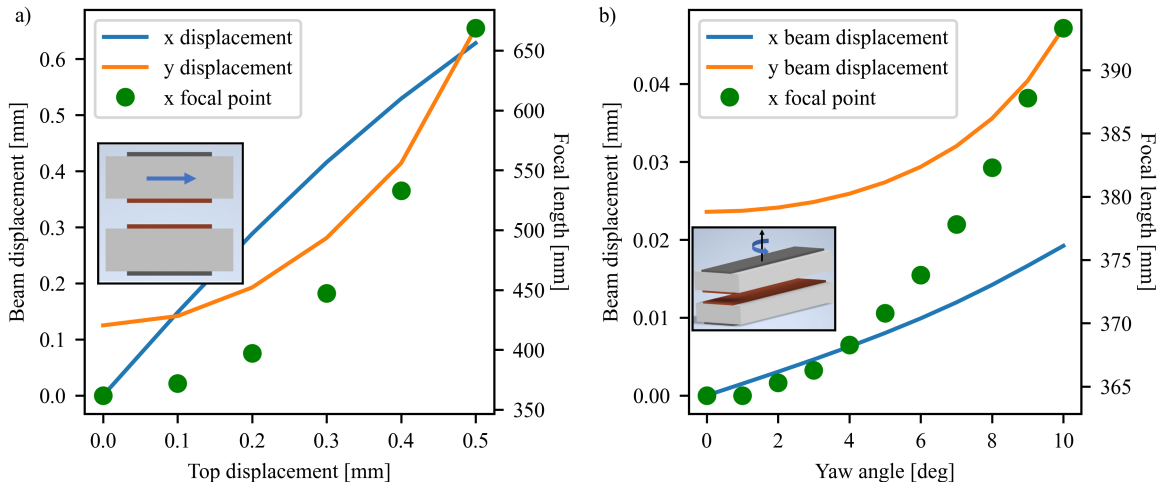 a)
x displacement
y displacement
x focal point
Beam displacement [mm]
0.6
0.5
0.4
0.3
0.2
0.1
0.0
0.0 0.1 0.2 0.3 0.4 0.5
Top displacement [mm]
650
600
550
500
450
400
350
Focal length [mm]
b)
x beam displacement
y beam displacement
x focal point
Beam displacement [mm]
0.04
0.03
0.02
0.01
0.00
0 2 4 6 8 10
Yaw angle [deg]
390
385
380
375
370
365
Focal length [mm]